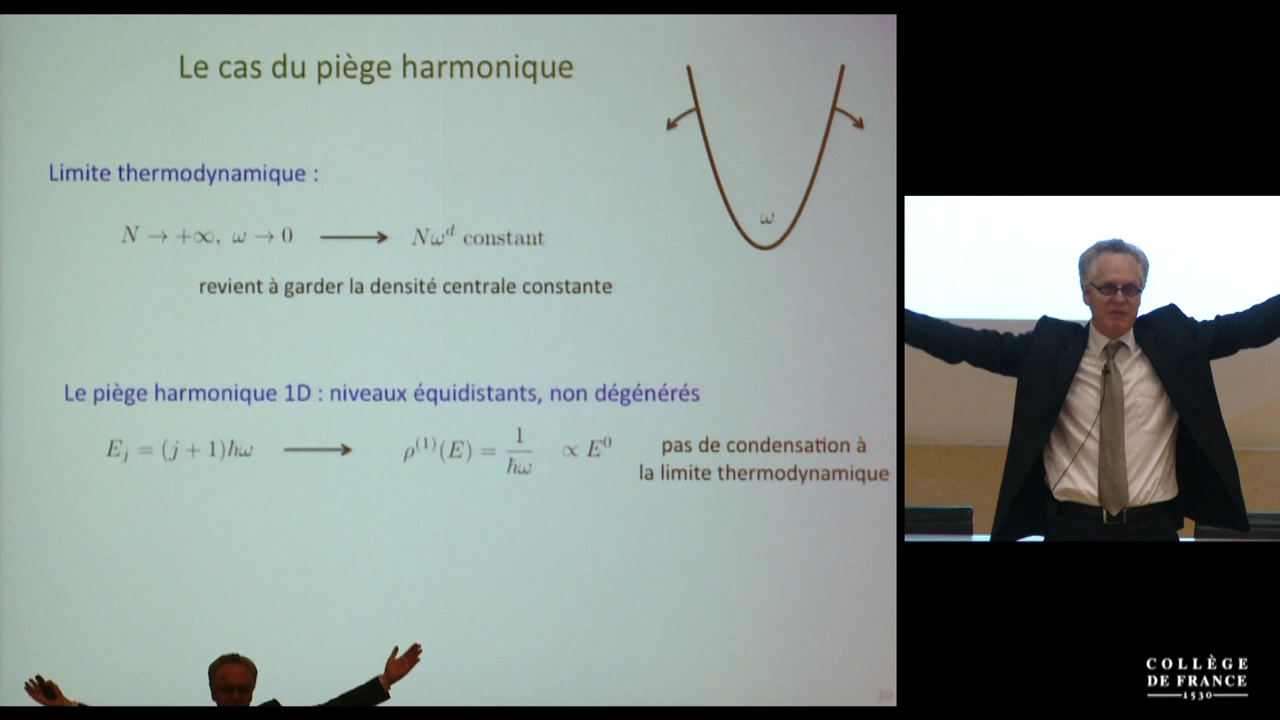 Le cas du piège harmonique
ω
Limite thermodynamique :
N → +∞, ω → 0 ⟶ Nω^d constant
revient à garder la densité centrale constante
Le piège harmonique 1D : niveaux équidistants, non dégénérés
E_j = (j + 1)ħω ⟶ ρ^(1)(E) = 1/ħω ∝ E^0
pas de condensation à
la limite thermodynamique
30
COLLÈGE
DE FRANCE
1530